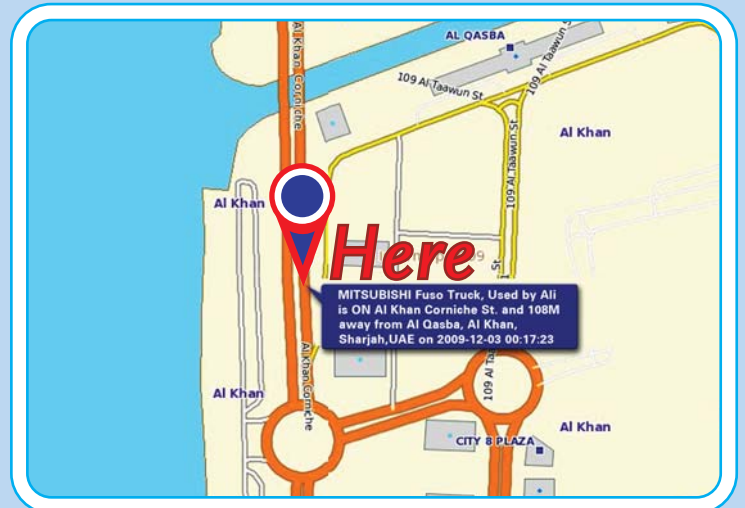 Al Khan Corniche
AL QASBA
109 Al Taawun St
109 Al Taawun St
Al Khan
109 Al Taawun St
Al Khan
Here
09
St
MITSUBISHI Fuso Truck, Used by Ali
is ON Al Khan Corniche St. and 108M
away from Al Qasba, Al Khan,
Sharjah,UAE on 2009-12-03 00:17:23
Al Khan Corniche
109 Al Taa
Al Khan
Al Khan
CITY 8 PLAZA